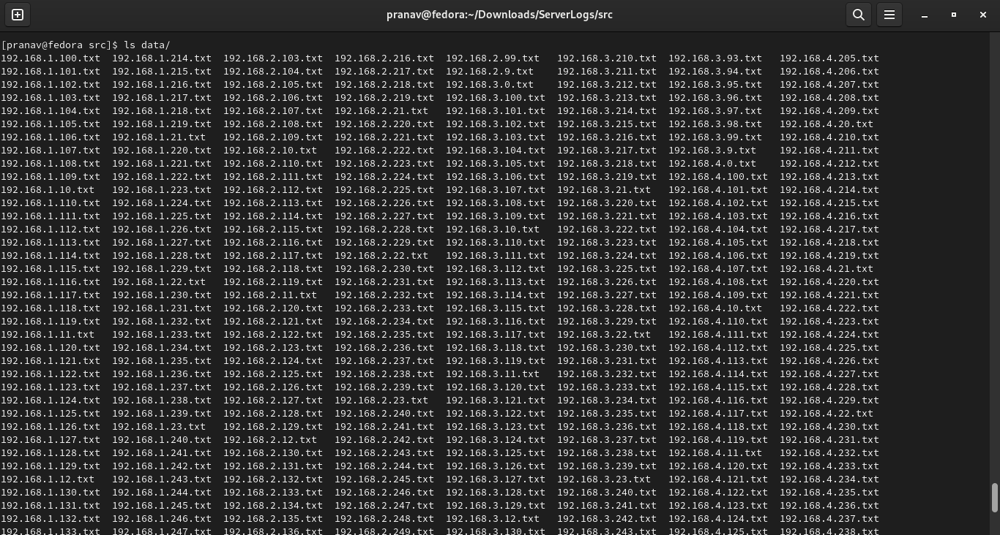 pranav@fedora:~/Downloads/ServerLogs/src
[pranav@fedora src]$ ls data/
192.168.1.100.txt 192.168.1.214.txt 192.168.2.103.txt 192.168.2.216.txt 192.168.2.99.txt 192.168.3.210.txt 192.168.3.93.txt 192.168.4.205.txt
192.168.1.101.txt 192.168.1.215.txt 192.168.2.104.txt 192.168.2.217.txt 192.168.2.9.txt 192.168.3.211.txt 192.168.3.94.txt 192.168.4.206.txt
192.168.1.102.txt 192.168.1.216.txt 192.168.2.105.txt 192.168.2.218.txt 192.168.3.0.txt 192.168.3.212.txt 192.168.3.95.txt 192.168.4.207.txt
192.168.1.103.txt 192.168.1.217.txt 192.168.2.106.txt 192.168.2.219.txt 192.168.3.100.txt 192.168.3.213.txt 192.168.3.96.txt 192.168.4.208.txt
192.168.1.104.txt 192.168.1.218.txt 192.168.2.107.txt 192.168.2.21.txt 192.168.3.101.txt 192.168.3.214.txt 192.168.3.97.txt 192.168.4.209.txt
192.168.1.105.txt 192.168.1.219.txt 192.168.2.108.txt 192.168.2.220.txt 192.168.3.102.txt 192.168.3.215.txt 192.168.3.98.txt 192.168.4.20.txt
192.168.1.106.txt 192.168.1.21.txt 192.168.2.109.txt 192.168.2.221.txt 192.168.3.103.txt 192.168.3.216.txt 192.168.3.99.txt 192.168.4.210.txt
192.168.1.107.txt 192.168.1.220.txt 192.168.2.10.txt 192.168.2.222.txt 192.168.3.104.txt 192.168.3.217.txt 192.168.3.9.txt 192.168.4.211.txt
192.168.1.108.txt 192.168.1.221.txt 192.168.2.110.txt 192.168.2.223.txt 192.168.3.105.txt 192.168.3.218.txt 192.168.4.0.txt 192.168.4.212.txt
192.168.1.109.txt 192.168.1.222.txt 192.168.2.111.txt 192.168.2.224.txt 192.168.3.106.txt 192.168.3.219.txt 192.168.4.100.txt 192.168.4.213.txt
192.168.1.10.txt 192.168.1.223.txt 192.168.2.112.txt 192.168.2.225.txt 192.168.3.107.txt 192.168.3.21.txt 192.168.4.101.txt 192.168.4.214.txt
192.168.1.110.txt 192.168.1.224.txt 192.168.2.113.txt 192.168.2.226.txt 192.168.3.108.txt 192.168.3.220.txt 192.168.4.102.txt 192.168.4.215.txt
192.168.1.111.txt 192.168.1.225.txt 192.168.2.114.txt 192.168.2.227.txt 192.168.3.109.txt 192.168.3.221.txt 192.168.4.103.txt 192.168.4.216.txt
192.168.1.112.txt 192.168.1.226.txt 192.168.2.115.txt 192.168.2.228.txt 192.168.3.10.txt 192.168.3.222.txt 192.168.4.104.txt 192.168.4.217.txt
192.168.1.113.txt 192.168.1.227.txt 192.168.2.116.txt 192.168.2.229.txt 192.168.3.110.txt 192.168.3.223.txt 192.168.4.105.txt 192.168.4.218.txt
192.168.1.114.txt 192.168.1.228.txt 192.168.2.117.txt 192.168.2.22.txt 192.168.3.111.txt 192.168.3.224.txt 192.168.4.106.txt 192.168.4.219.txt
192.168.1.115.txt 192.168.1.229.txt 192.168.2.118.txt 192.168.2.230.txt 192.168.3.112.txt 192.168.3.225.txt 192.168.4.107.txt 192.168.4.21.txt
192.168.1.116.txt 192.168.1.22.txt 192.168.2.119.txt 192.168.2.231.txt 192.168.3.113.txt 192.168.3.226.txt 192.168.4.108.txt 192.168.4.220.txt
192.168.1.117.txt 192.168.1.230.txt 192.168.2.11.txt 192.168.2.232.txt 192.168.3.114.txt 192.168.3.227.txt 192.168.4.109.txt 192.168.4.221.txt
192.168.1.118.txt 192.168.1.231.txt 192.168.2.120.txt 192.168.2.233.txt 192.168.3.115.txt 192.168.3.228.txt 192.168.4.10.txt 192.168.4.222.txt
192.168.1.119.txt 192.168.1.232.txt 192.168.2.121.txt 192.168.2.234.txt 192.168.3.116.txt 192.168.3.229.txt 192.168.4.110.txt 192.168.4.223.txt
192.168.1.11.txt 192.168.1.233.txt 192.168.2.122.txt 192.168.2.235.txt 192.168.3.117.txt 192.168.3.22.txt 192.168.4.111.txt 192.168.4.224.txt
192.168.1.120.txt 192.168.1.234.txt 192.168.2.123.txt 192.168.2.236.txt 192.168.3.118.txt 192.168.3.230.txt 192.168.4.112.txt 192.168.4.225.txt
192.168.1.121.txt 192.168.1.235.txt 192.168.2.124.txt 192.168.2.237.txt 192.168.3.119.txt 192.168.3.231.txt 192.168.4.113.txt 192.168.4.226.txt
192.168.1.122.txt 192.168.1.236.txt 192.168.2.125.txt 192.168.2.238.txt 192.168.3.11.txt 192.168.3.232.txt 192.168.4.114.txt 192.168.4.227.txt
192.168.1.123.txt 192.168.1.237.txt 192.168.2.126.txt 192.168.2.239.txt 192.168.3.120.txt 192.168.3.233.txt 192.168.4.115.txt 192.168.4.228.txt
192.168.1.124.txt 192.168.1.238.txt 192.168.2.127.txt 192.168.2.23.txt 192.168.3.121.txt 192.168.3.234.txt 192.168.4.116.txt 192.168.4.229.txt
192.168.1.125.txt 192.168.1.239.txt 192.168.2.128.txt 192.168.2.240.txt 192.168.3.122.txt 192.168.3.235.txt 192.168.4.117.txt 192.168.4.22.txt
192.168.1.126.txt 192.168.1.23.txt 192.168.2.129.txt 192.168.2.241.txt 192.168.3.123.txt 192.168.3.236.txt 192.168.4.118.txt 192.168.4.230.txt
192.168.1.127.txt 192.168.1.240.txt 192.168.2.12.txt 192.168.2.242.txt 192.168.3.124.txt 192.168.3.237.txt 192.168.4.119.txt 192.168.4.231.txt
192.168.1.128.txt 192.168.1.241.txt 192.168.2.130.txt 192.168.2.243.txt 192.168.3.125.txt 192.168.3.238.txt 192.168.4.11.txt 192.168.4.232.txt
192.168.1.129.txt 192.168.1.242.txt 192.168.2.131.txt 192.168.2.244.txt 192.168.3.126.txt 192.168.3.239.txt 192.168.4.120.txt 192.168.4.233.txt
192.168.1.12.txt 192.168.1.243.txt 192.168.2.132.txt 192.168.2.245.txt 192.168.3.127.txt 192.168.3.23.txt 192.168.4.121.txt 192.168.4.234.txt
192.168.1.130.txt 192.168.1.244.txt 192.168.2.133.txt 192.168.2.246.txt 192.168.3.128.txt 192.168.3.240.txt 192.168.4.122.txt 192.168.4.235.txt
192.168.1.131.txt 192.168.1.245.txt 192.168.2.134.txt 192.168.2.247.txt 192.168.3.129.txt 192.168.3.241.txt 192.168.4.123.txt 192.168.4.236.txt
192.168.1.132.txt 192.168.1.246.txt 192.168.2.135.txt 192.168.2.248.txt 192.168.3.12.txt 192.168.3.242.txt 192.168.4.124.txt 192.168.4.237.txt
192.168.1.133.txt 192.168.1.247.txt 192.168.2.136.txt 192.168.2.249.txt 192.168.3.130.txt 192.168.3.243.txt 192.168.4.125.txt 192.168.4.238.txt